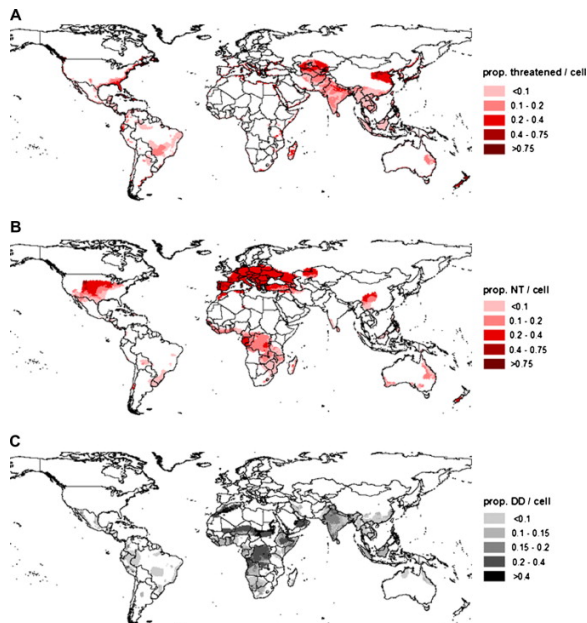 A
prop. threatened / cell
<0.1
0.1 - 0.2
0.2 - 0.4
0.4 - 0.75
>0.75
B
prop. NT / cell
<0.1
0.1 - 0.2
0.2 - 0.4
0.4 - 0.75
>0.75
C
prop. DD / cell
<0.1
0.1 - 0.15
0.15 - 0.2
0.2 - 0.4
>0.4